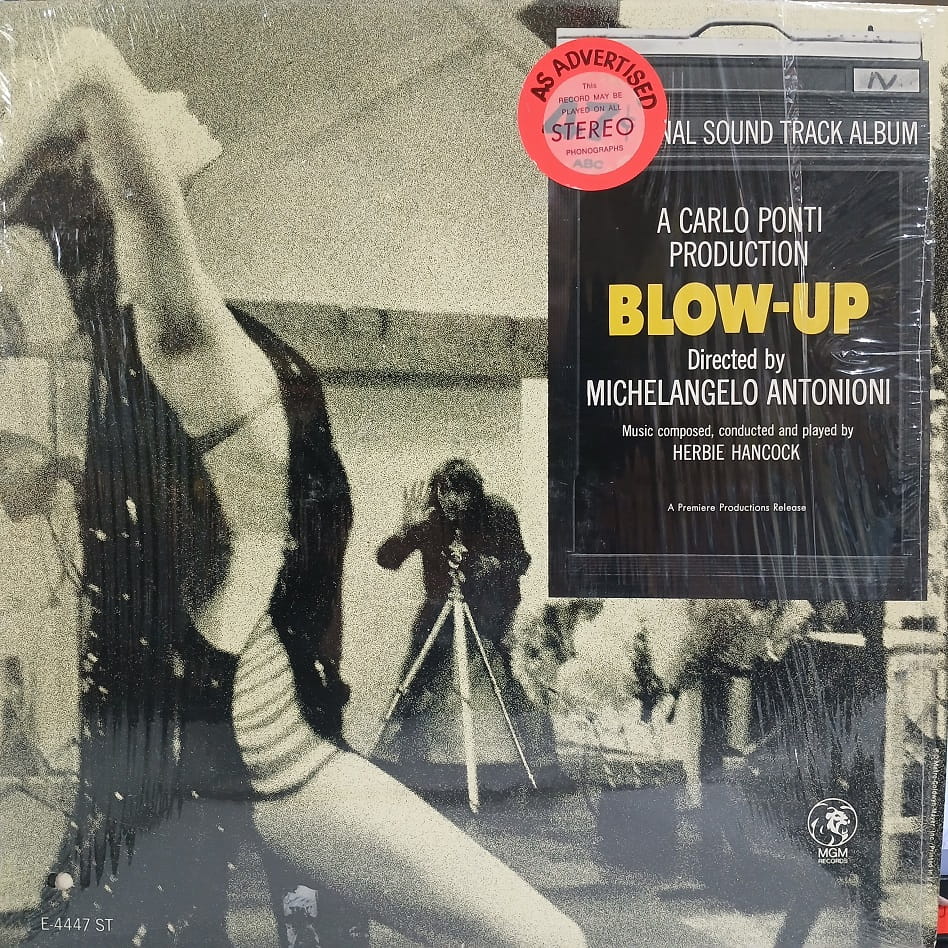 AS ADVERTISED
This
RECORD MAY BE
PLAYED ON ALL
STEREO
PHONOGRAPHS
ABC
NAL SOUND TRACK ALBUM
A CARLO PONTI
PRODUCTION
BLOW-UP
Directed by
MICHELANGELO ANTONIONI
Music composed, conducted and played by
HERBIE HANCOCK
A Premiere Productions Release
MGM
RECORDS
E-4447 ST